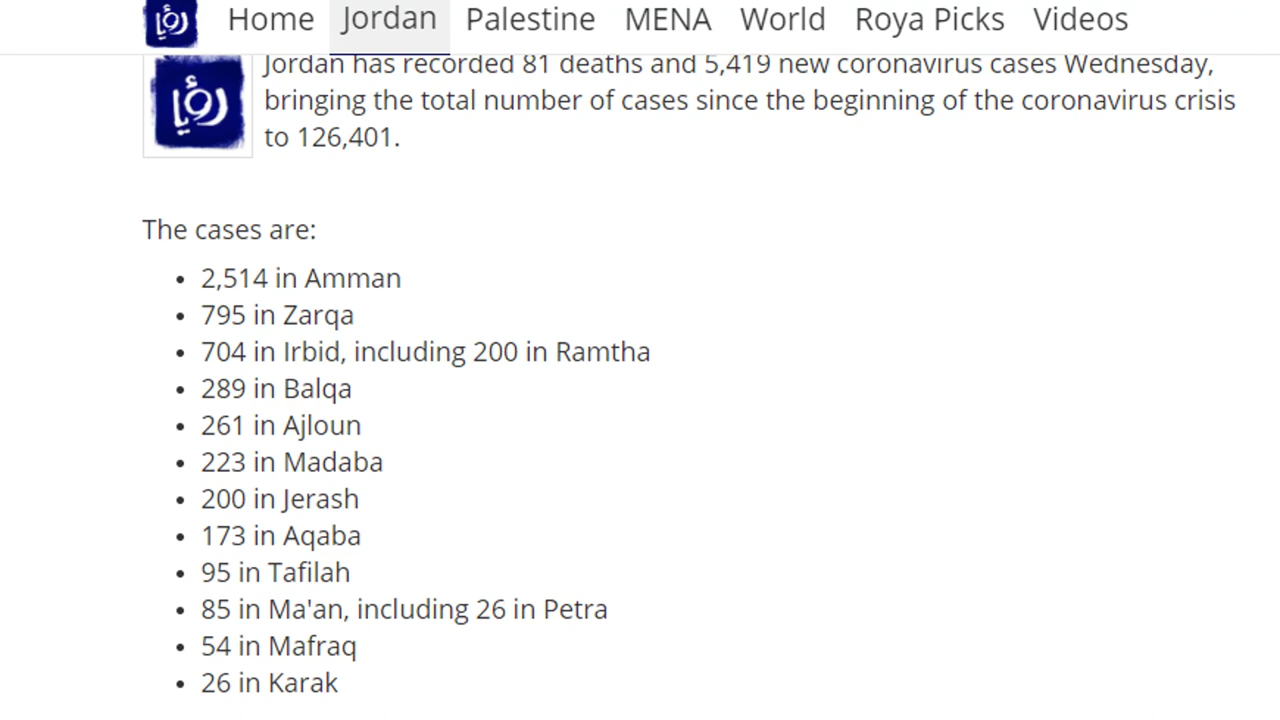 رؤيا Home Jordan Palestine MENA World Roya Picks Videos
رؤيا
Jordan has recorded 81 deaths and 5,419 new coronavirus cases Wednesday,
bringing the total number of cases since the beginning of the coronavirus crisis
to 126,401.
The cases are:
• 2,514 in Amman
• 795 in Zarqa
• 704 in Irbid, including 200 in Ramtha
• 289 in Balqa
• 261 in Ajloun
• 223 in Madaba
• 200 in Jerash
• 173 in Aqaba
• 95 in Tafilah
• 85 in Ma'an, including 26 in Petra
• 54 in Mafraq
• 26 in Karak